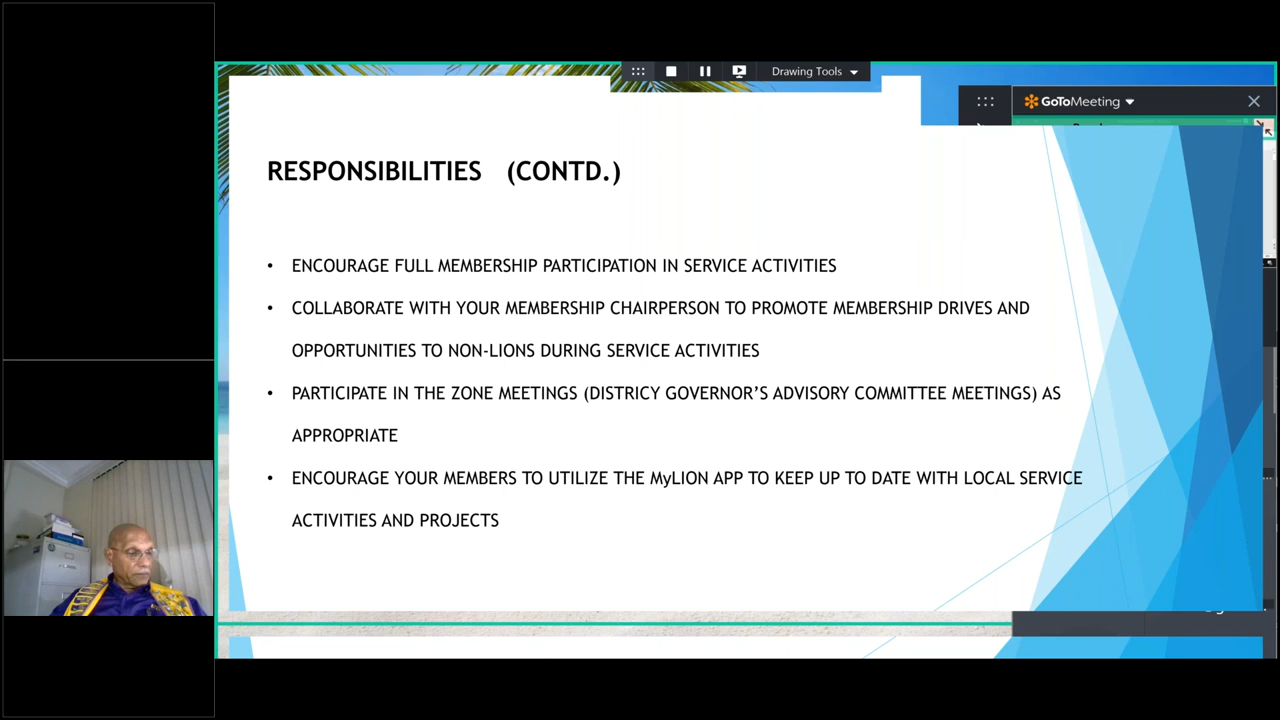 Drawing Tools
GoToMeeting
RESPONSIBILITIES (CONTD.)
• ENCOURAGE FULL MEMBERSHIP PARTICIPATION IN SERVICE ACTIVITIES
• COLLABORATE WITH YOUR MEMBERSHIP CHAIRPERSON TO PROMOTE MEMBERSHIP DRIVES AND
OPPORTUNITIES TO NON-LIONS DURING SERVICE ACTIVITIES
• PARTICIPATE IN THE ZONE MEETINGS (DISTRICY GOVERNOR'S ADVISORY COMMITTEE MEETINGS) AS
APPROPRIATE
• ENCOURAGE YOUR MEMBERS TO UTILIZE THE MyLION APP TO KEEP UP TO DATE WITH LOCAL SERVICE
ACTIVITIES AND PROJECTS